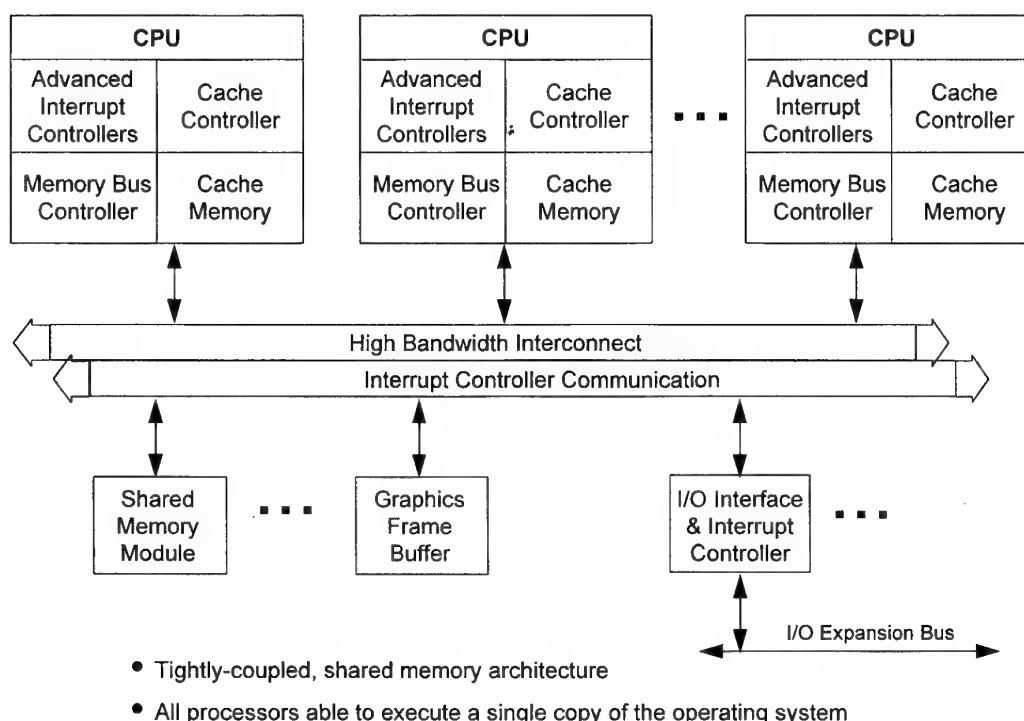 CPU
Advanced
Interrupt
Controllers
Cache
Controller
Memory Bus
Controller
Cache
Memory
CPU
Advanced
Interrupt
Controllers
Cache
Controller
Memory Bus
Controller
Cache
Memory
CPU
Advanced
Interrupt
Controllers
Cache
Controller
Memory Bus
Controller
Cache
Memory
High Bandwidth Interconnect
Interrupt Controller Communication
Shared
Memory
Module
Graphics
Frame
Buffer
I/O Interface
& Interrupt
Controller
I/O Expansion Bus
• Tightly-coupled, shared memory architecture
• All processors able to execute a single copy of the operating system